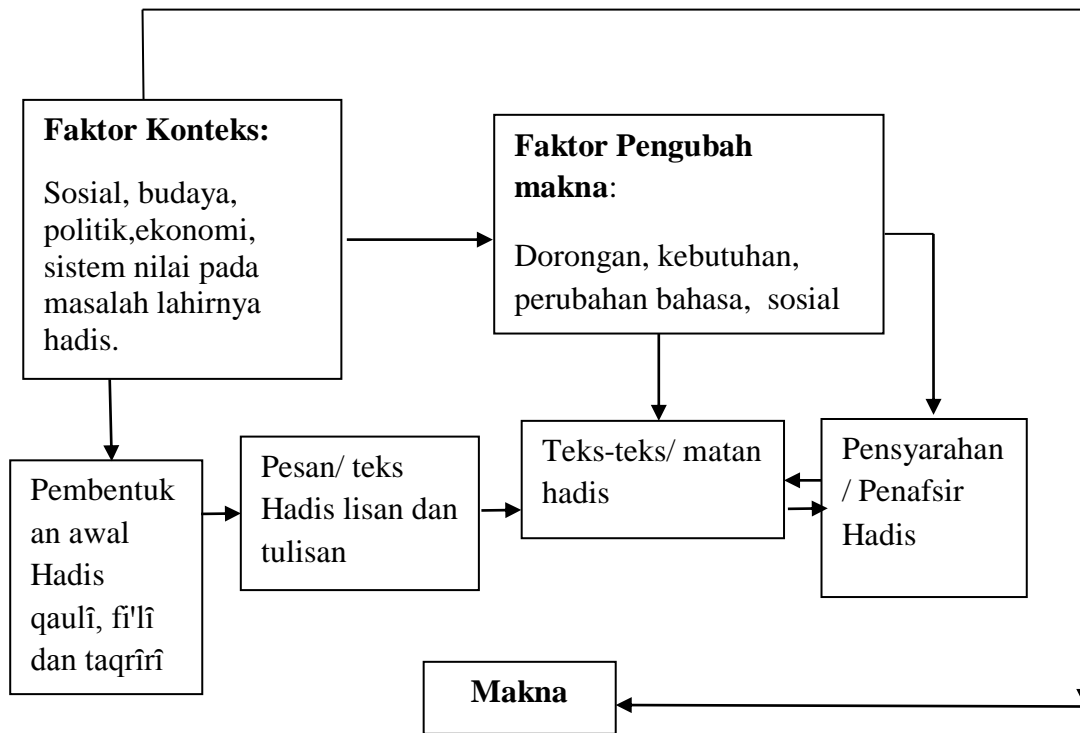 Faktor Konteks:
Sosial, budaya,
politik,ekonomi,
sistem nilai pada
masalah lahirnya
hadis.
Faktor Pengubah
makna:
Dorongan, kebutuhan,
perubahan bahasa, sosial
Pembentuk
an awal
Hadis
qaulî, fi'lî
dan taqrîrî
Pesan/ teks
Hadis lisan dan
tulisan
Teks-teks/ matan
hadis
Pensyarahan
/ Penafsir
Hadis
Makna